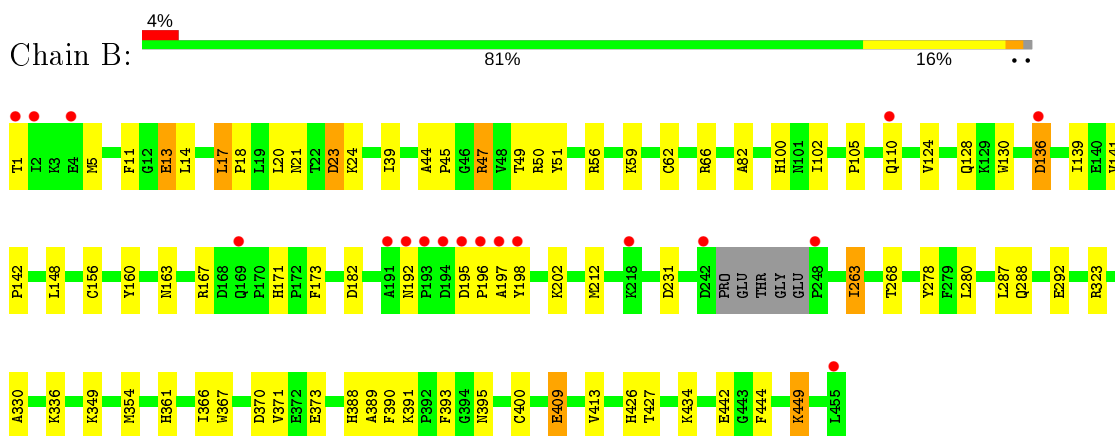 4%
Chain B:
81% 16% • •
T1 I2 K3 E4 M5 F11 G12 E13 L14 L17 P18 L19 L20 N21 T22 D23 K24 I39 A44 P45 G46 R47 V48 T49 R50 Y51 R56 K59 C62 R66 A82 H100 N101 I102 P105 Q110 V124 Q128 K129 W130 D136 I139 E140 V141
P142 L148 C156 Y160 N163 R167 D168 Q169 P170 H171 P172 F173 D182 A191 N192 P193 D194 D195 P196 A197 Y198 K202 M212 K218 D231 D242 PRO GLU THR GLY GLU P248 I263 T268 Y278 F279 L280 L287 Q288 E292 R323
A330 K336 K349 M354 H361 I366 W367 D370 V371 E372 E373 H388 A389 F390 K391 P392 F393 G394 N395 C400 E409 V413 H426 T427 K434 E442 G443 F444 K449 L455